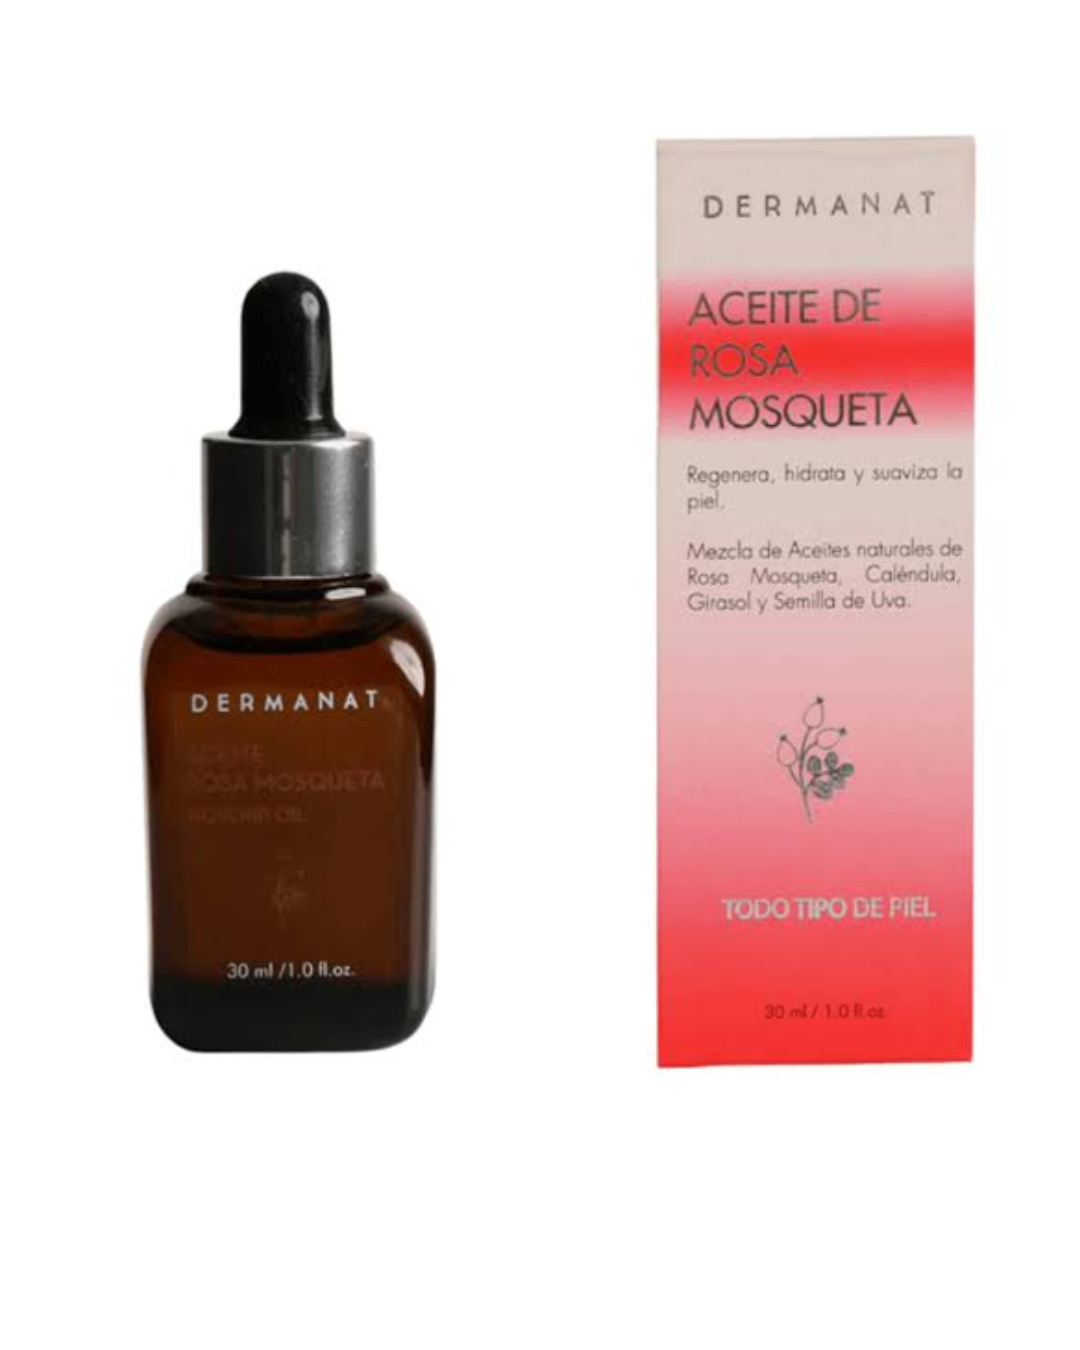 DERMANAT
ACEITE
ROSA MOSQUETA
ROSEHIP OIL
30 ml /1.0 fl.oz.
DERMANAT
ACEITE DE
ROSA
MOSQUETA
Regenera, hidrata y suaviza la
piel.
Mezcla de Aceites naturales de
Rosa Mosqueta, Caléndula,
Girasol y Semilla de Uva.
TODO TIPO DE PIEL
30 ml / 1.0 fl.oz.